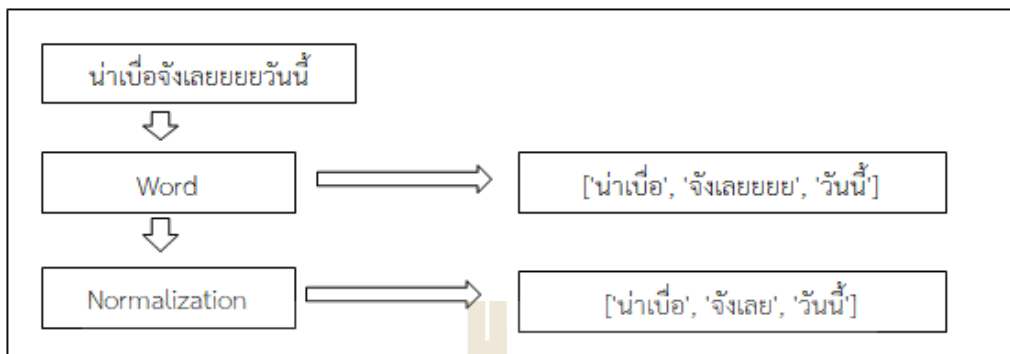 น่าเบื่อจังเลยยยยวันนี้
Word
['น่าเบื่อ', 'จังเลยยยย', 'วันนี้']
Normalization
['น่าเบื่อ', 'จังเลย', 'วันนี้']